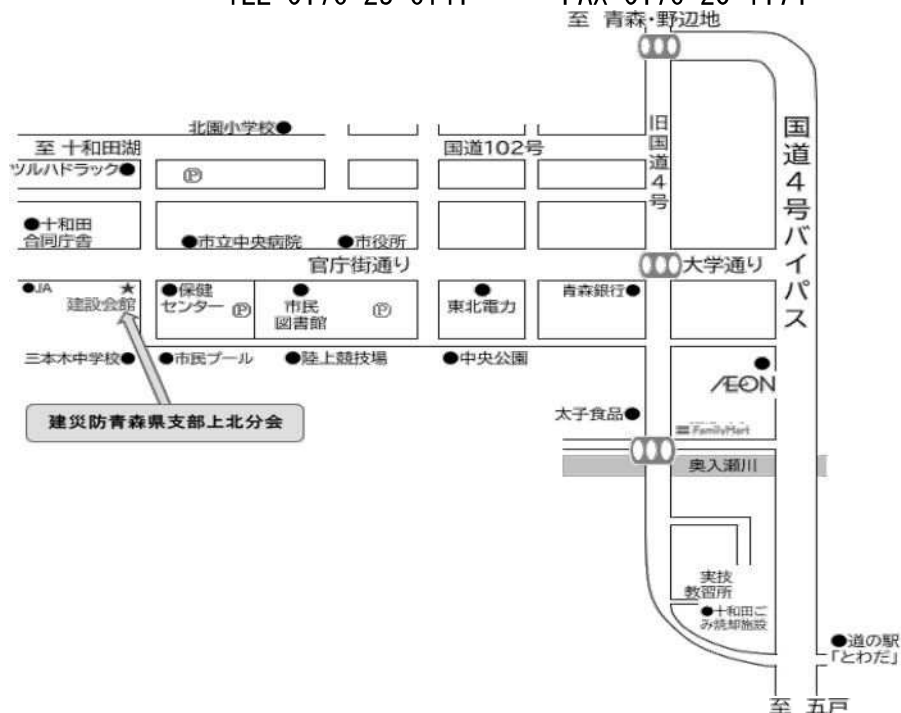 至 青森・野辺地
北園小学校●
至 十和田湖
国道102号
旧国道4号
国道4号バイパス
ツルハドラック●
Ⓟ
●十和田
合同庁舎
●市立中央病院
●市役所
官庁街通り
大学通り
●JA
★
建設会館
●保健
センター Ⓟ
●
市民
図書館
Ⓟ
●
東北電力
青森銀行●
三本木中学校●
●市民プール
●陸上競技場
●中央公園
●
ÆON
建災防青森県支部上北分会
太子食品●
FamilyMart
奥入瀬川
実技
教習所
●十和田ご
み焼却施設
●道の駅
「とわだ」
至 五戸